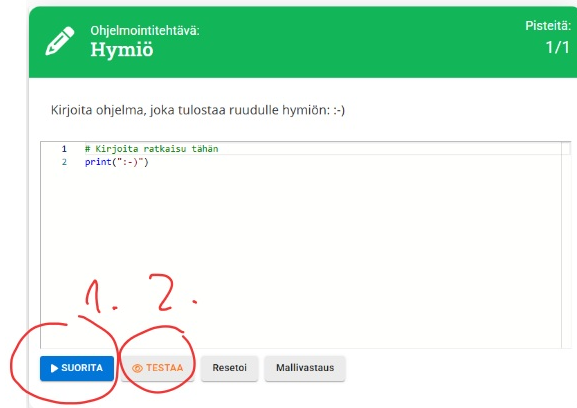 Ohjelmointitehtävä:
Hymiö
Pisteitä:
1/1
Kirjoita ohjelma, joka tulostaa ruudulle hymiön: :-)
1 # Kirjoita ratkaisu tähän
2 print(":-)")
1. 2.
SUORITA TESTAA Resetoi Mallivastaus